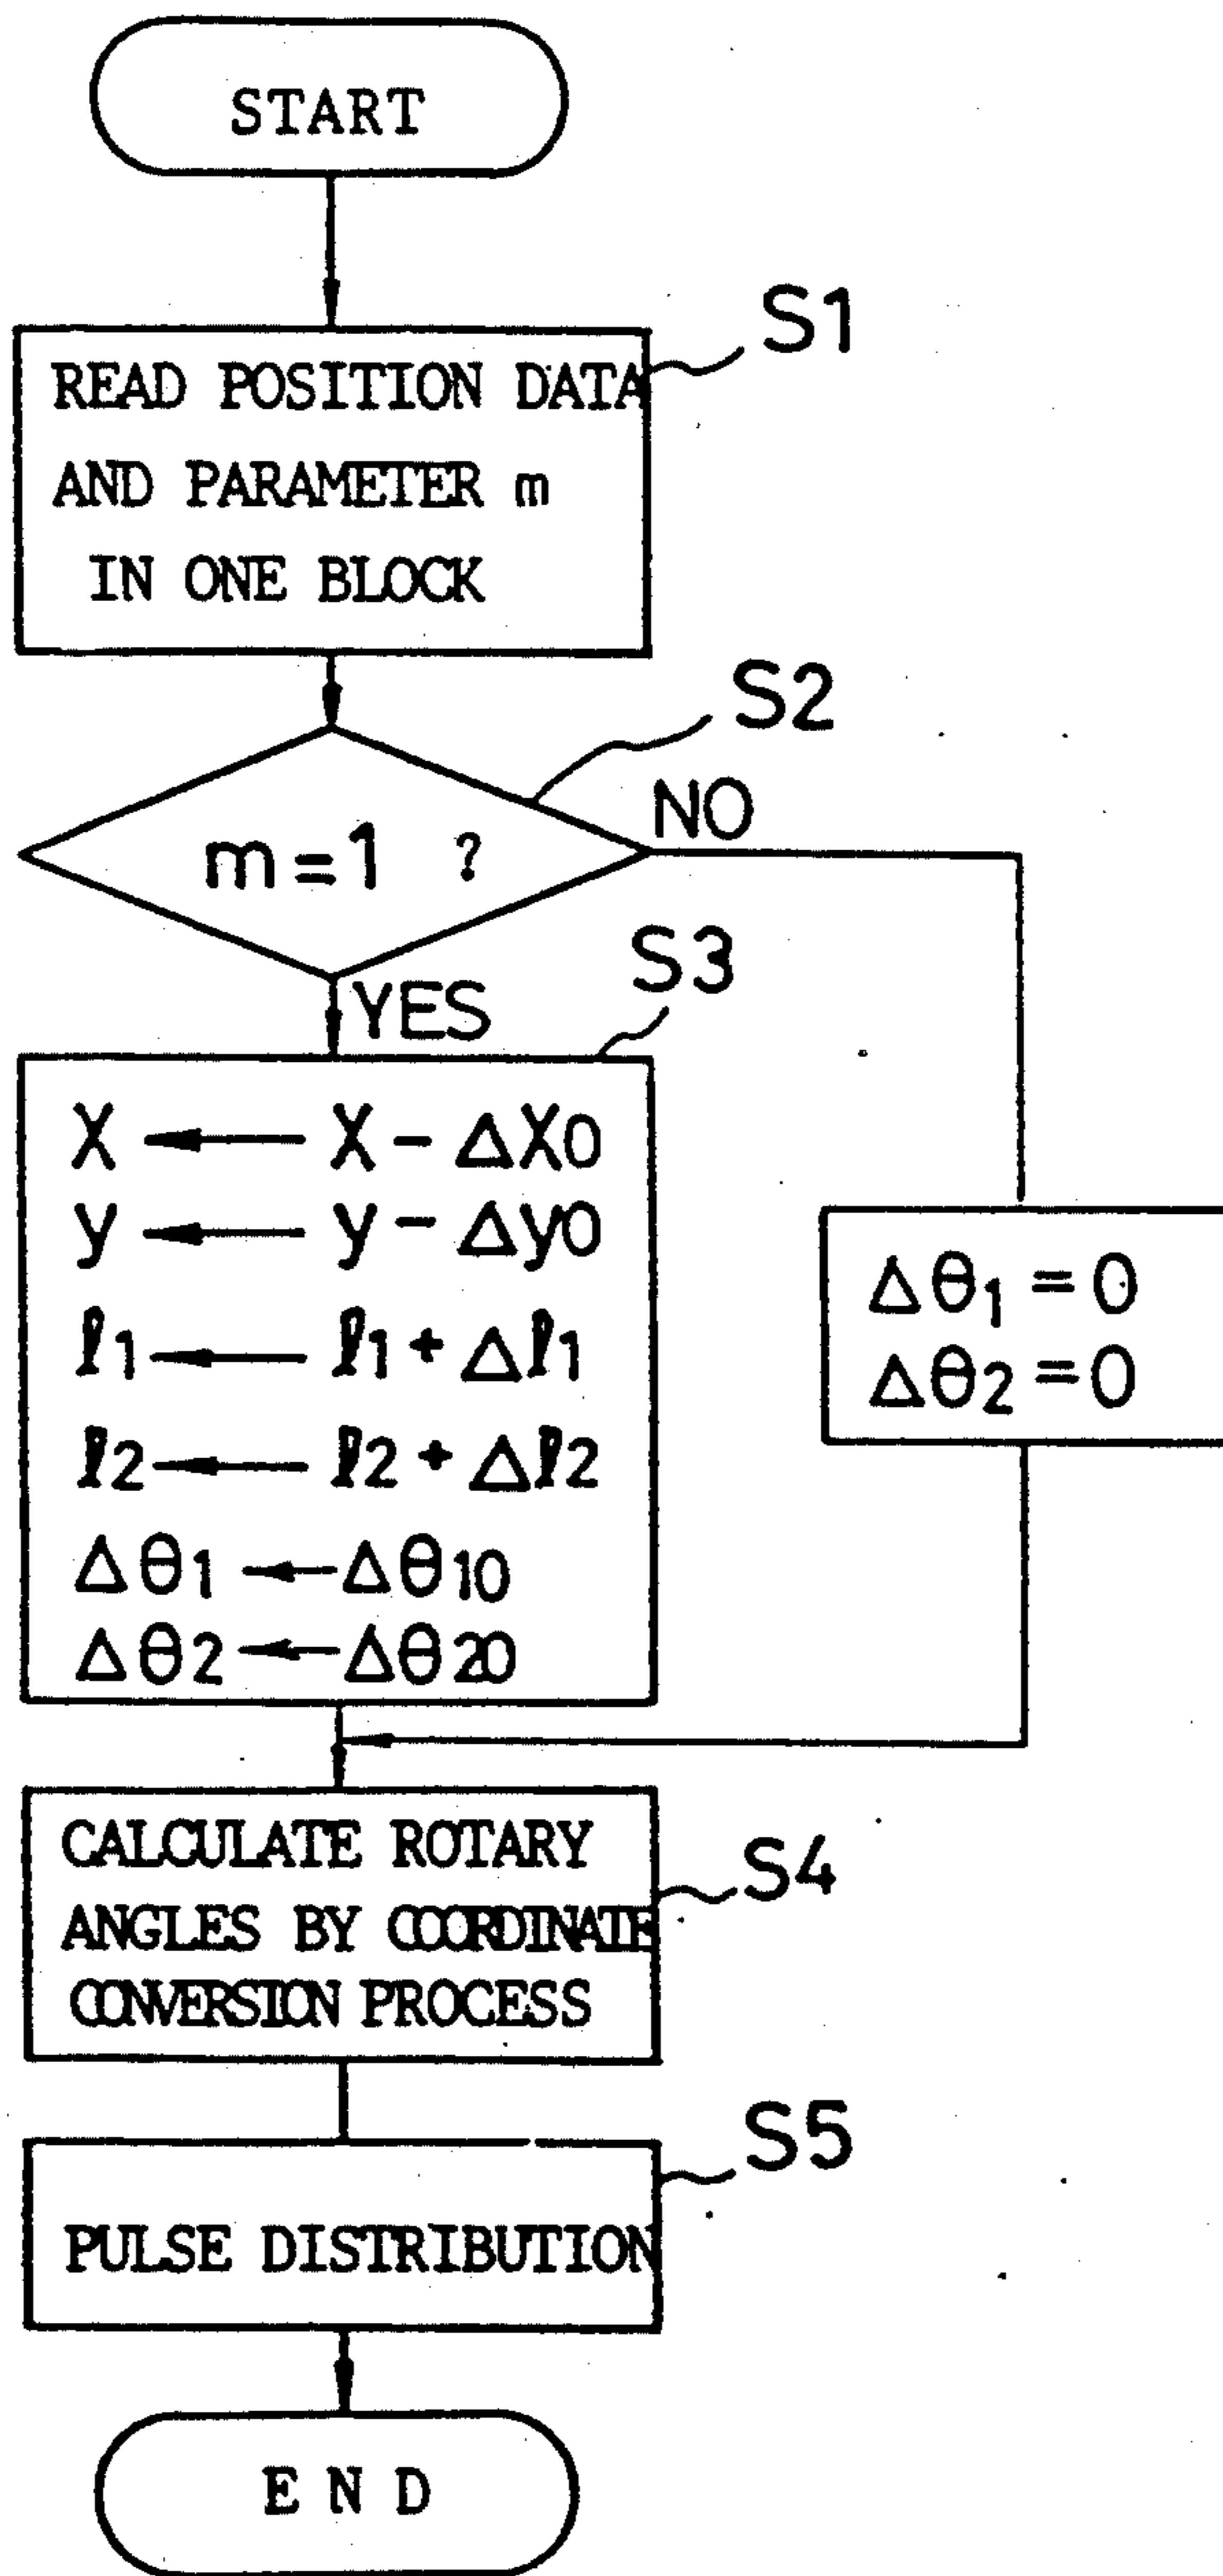 START
S1
READ POSITION DATA
AND PARAMETER m
IN ONE BLOCK
S2
m=1 ?
NO
YES
S3
X ← X - ΔX0
y ← y - Δy0
ℓ1 ← ℓ1 + Δℓ1
ℓ2 ← ℓ2 + Δℓ2
Δθ1 ← Δθ10
Δθ2 ← Δθ20
Δθ1 = 0
Δθ2 = 0
CALCULATE ROTARY
ANGLES BY COORDINATE
CONVERSION PROCESS
S4
S5
PULSE DISTRIBUTION
END